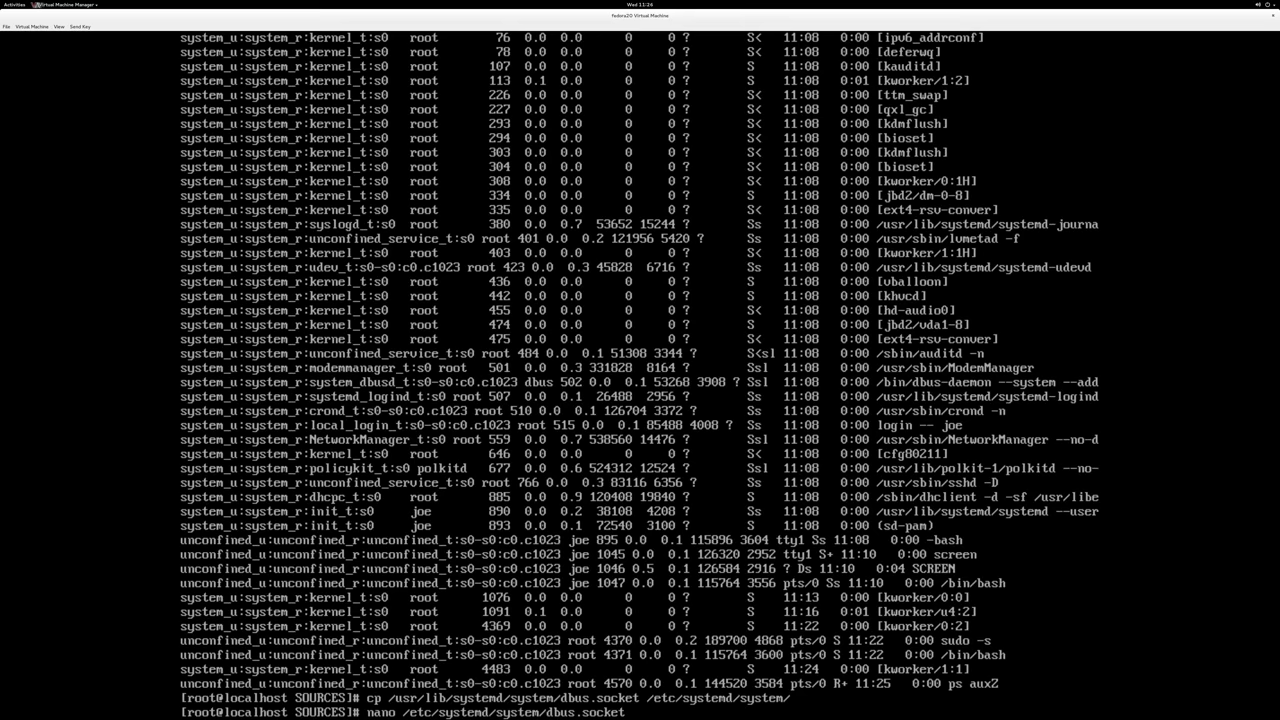 Activities Virtual Machine Manager Wed 11:26
Fedora20 Virtual Machine
File Virtual Machine View Send Key
system_u:system_r:kernel_t:s0 root 76 0.0 0.0 0 0 ? S< 11:08 0:00 [ipv6_addrconf]
system_u:system_r:kernel_t:s0 root 78 0.0 0.0 0 0 ? S< 11:08 0:00 [deferwq]
system_u:system_r:kernel_t:s0 root 107 0.0 0.0 0 0 ? S 11:08 0:00 [kauditd]
system_u:system_r:kernel_t:s0 root 113 0.1 0.0 0 0 ? S 11:08 0:01 [kworker/1:2]
system_u:system_r:kernel_t:s0 root 226 0.0 0.0 0 0 ? S< 11:08 0:00 [ttm_swap]
system_u:system_r:kernel_t:s0 root 227 0.0 0.0 0 0 ? S< 11:08 0:00 [qxl_gc]
system_u:system_r:kernel_t:s0 root 293 0.0 0.0 0 0 ? S< 11:08 0:00 [kdmflush]
system_u:system_r:kernel_t:s0 root 294 0.0 0.0 0 0 ? S< 11:08 0:00 [bioset]
system_u:system_r:kernel_t:s0 root 303 0.0 0.0 0 0 ? S< 11:08 0:00 [kdmflush]
system_u:system_r:kernel_t:s0 root 304 0.0 0.0 0 0 ? S< 11:08 0:00 [bioset]
system_u:system_r:kernel_t:s0 root 308 0.0 0.0 0 0 ? S< 11:08 0:00 [kworker/0:1H]
system_u:system_r:kernel_t:s0 root 334 0.0 0.0 0 0 ? S 11:08 0:00 [jbd2/dm-0-8]
system_u:system_r:kernel_t:s0 root 335 0.0 0.0 0 0 ? S< 11:08 0:00 [ext4-rsv-conver]
system_u:system_r:syslogd_t:s0 root 380 0.0 0.7 53652 15244 ? Ss 11:08 0:00 /usr/lib/systemd/systemd-journa
system_u:system_r:unconfined_service_t:s0 root 401 0.0 0.2 121956 5420 ? Ss 11:08 0:00 /usr/sbin/lvmetad -f
system_u:system_r:kernel_t:s0 root 403 0.0 0.0 0 0 ? S< 11:08 0:00 [kworker/1:1H]
system_u:system_r:udev_t:s0-s0:c0.c1023 root 423 0.0 0.3 45828 6716 ? Ss 11:08 0:00 /usr/lib/systemd/systemd-udevd
system_u:system_r:kernel_t:s0 root 436 0.0 0.0 0 0 ? S 11:08 0:00 [vballoon]
system_u:system_r:kernel_t:s0 root 442 0.0 0.0 0 0 ? S 11:08 0:00 [khvcd]
system_u:system_r:kernel_t:s0 root 455 0.0 0.0 0 0 ? S< 11:08 0:00 [hd-audio0]
system_u:system_r:kernel_t:s0 root 474 0.0 0.0 0 0 ? S 11:08 0:00 [jbd2/vda1-8]
system_u:system_r:kernel_t:s0 root 475 0.0 0.0 0 0 ? S< 11:08 0:00 [ext4-rsv-conver]
system_u:system_r:unconfined_service_t:s0 root 484 0.0 0.1 51308 3344 ? S<sl 11:08 0:00 /sbin/auditd -n
system_u:system_r:modemmanager_t:s0 root 501 0.0 0.3 331828 8164 ? Ssl 11:08 0:00 /usr/sbin/ModemManager
system_u:system_r:system_dbusd_t:s0-s0:c0.c1023 dbus 502 0.0 0.1 53268 3908 ? Ssl 11:08 0:00 /bin/dbus-daemon --system --add
system_u:system_r:systemd_logind_t:s0 root 507 0.0 0.1 26488 2956 ? Ss 11:08 0:00 /usr/lib/systemd/systemd-logind
system_u:system_r:crond_t:s0-s0:c0.c1023 root 510 0.0 0.1 126704 3372 ? Ss 11:08 0:00 /usr/sbin/crond -n
system_u:system_r:local_login_t:s0-s0:c0.c1023 root 515 0.0 0.1 85488 4008 ? Ss 11:08 0:00 login -- joe
system_u:system_r:NetworkManager_t:s0 root 559 0.0 0.7 538560 14476 ? Ssl 11:08 0:00 /usr/sbin/NetworkManager --no-d
system_u:system_r:kernel_t:s0 root 646 0.0 0.0 0 0 ? S< 11:08 0:00 [cfg80211]
system_u:system_r:policykit_t:s0 polkitd 677 0.0 0.6 524312 12524 ? Ssl 11:08 0:00 /usr/lib/polkit-1/polkitd --no-
system_u:system_r:unconfined_service_t:s0 root 766 0.0 0.3 83116 6356 ? Ss 11:08 0:00 /usr/sbin/sshd -D
system_u:system_r:dhcpc_t:s0 root 885 0.0 0.9 120408 19840 ? S 11:08 0:00 /sbin/dhclient -d -sf /usr/libe
system_u:system_r:init_t:s0 joe 890 0.0 0.2 38108 4208 ? Ss 11:08 0:00 /usr/lib/systemd/systemd --user
system_u:system_r:init_t:s0 joe 893 0.0 0.1 72540 3100 ? S 11:08 0:00 (sd-pam)
unconfined_u:unconfined_r:unconfined_t:s0-s0:c0.c1023 joe 895 0.0 0.1 115896 3604 tty1 Ss 11:08 0:00 -bash
unconfined_u:unconfined_r:unconfined_t:s0-s0:c0.c1023 joe 1045 0.0 0.1 126320 2952 tty1 S+ 11:10 0:00 screen
unconfined_u:unconfined_r:unconfined_t:s0-s0:c0.c1023 joe 1046 0.5 0.1 126584 2916 ? Ds 11:10 0:04 SCREEN
unconfined_u:unconfined_r:unconfined_t:s0-s0:c0.c1023 joe 1047 0.0 0.1 115764 3556 pts/0 Ss 11:10 0:00 /bin/bash
system_u:system_r:kernel_t:s0 root 1076 0.0 0.0 0 0 ? S 11:13 0:00 [kworker/0:0]
system_u:system_r:kernel_t:s0 root 1091 0.1 0.0 0 0 ? S 11:16 0:01 [kworker/u4:2]
system_u:system_r:kernel_t:s0 root 4369 0.0 0.0 0 0 ? S 11:22 0:00 [kworker/0:2]
unconfined_u:unconfined_r:unconfined_t:s0-s0:c0.c1023 root 4370 0.0 0.2 189700 4868 pts/0 S 11:22 0:00 sudo -s
unconfined_u:unconfined_r:unconfined_t:s0-s0:c0.c1023 root 4371 0.0 0.1 115764 3600 pts/0 S 11:22 0:00 /bin/bash
system_u:system_r:kernel_t:s0 root 4483 0.0 0.0 0 0 ? S 11:24 0:00 [kworker/1:1]
unconfined_u:unconfined_r:unconfined_t:s0-s0:c0.c1023 root 4570 0.0 0.1 144520 3584 pts/0 R+ 11:25 0:00 ps auxZ
[root@localhost SOURCES]# cp /usr/lib/systemd/system/dbus.socket /etc/systemd/system/
[root@localhost SOURCES]# nano /etc/systemd/system/dbus.socket